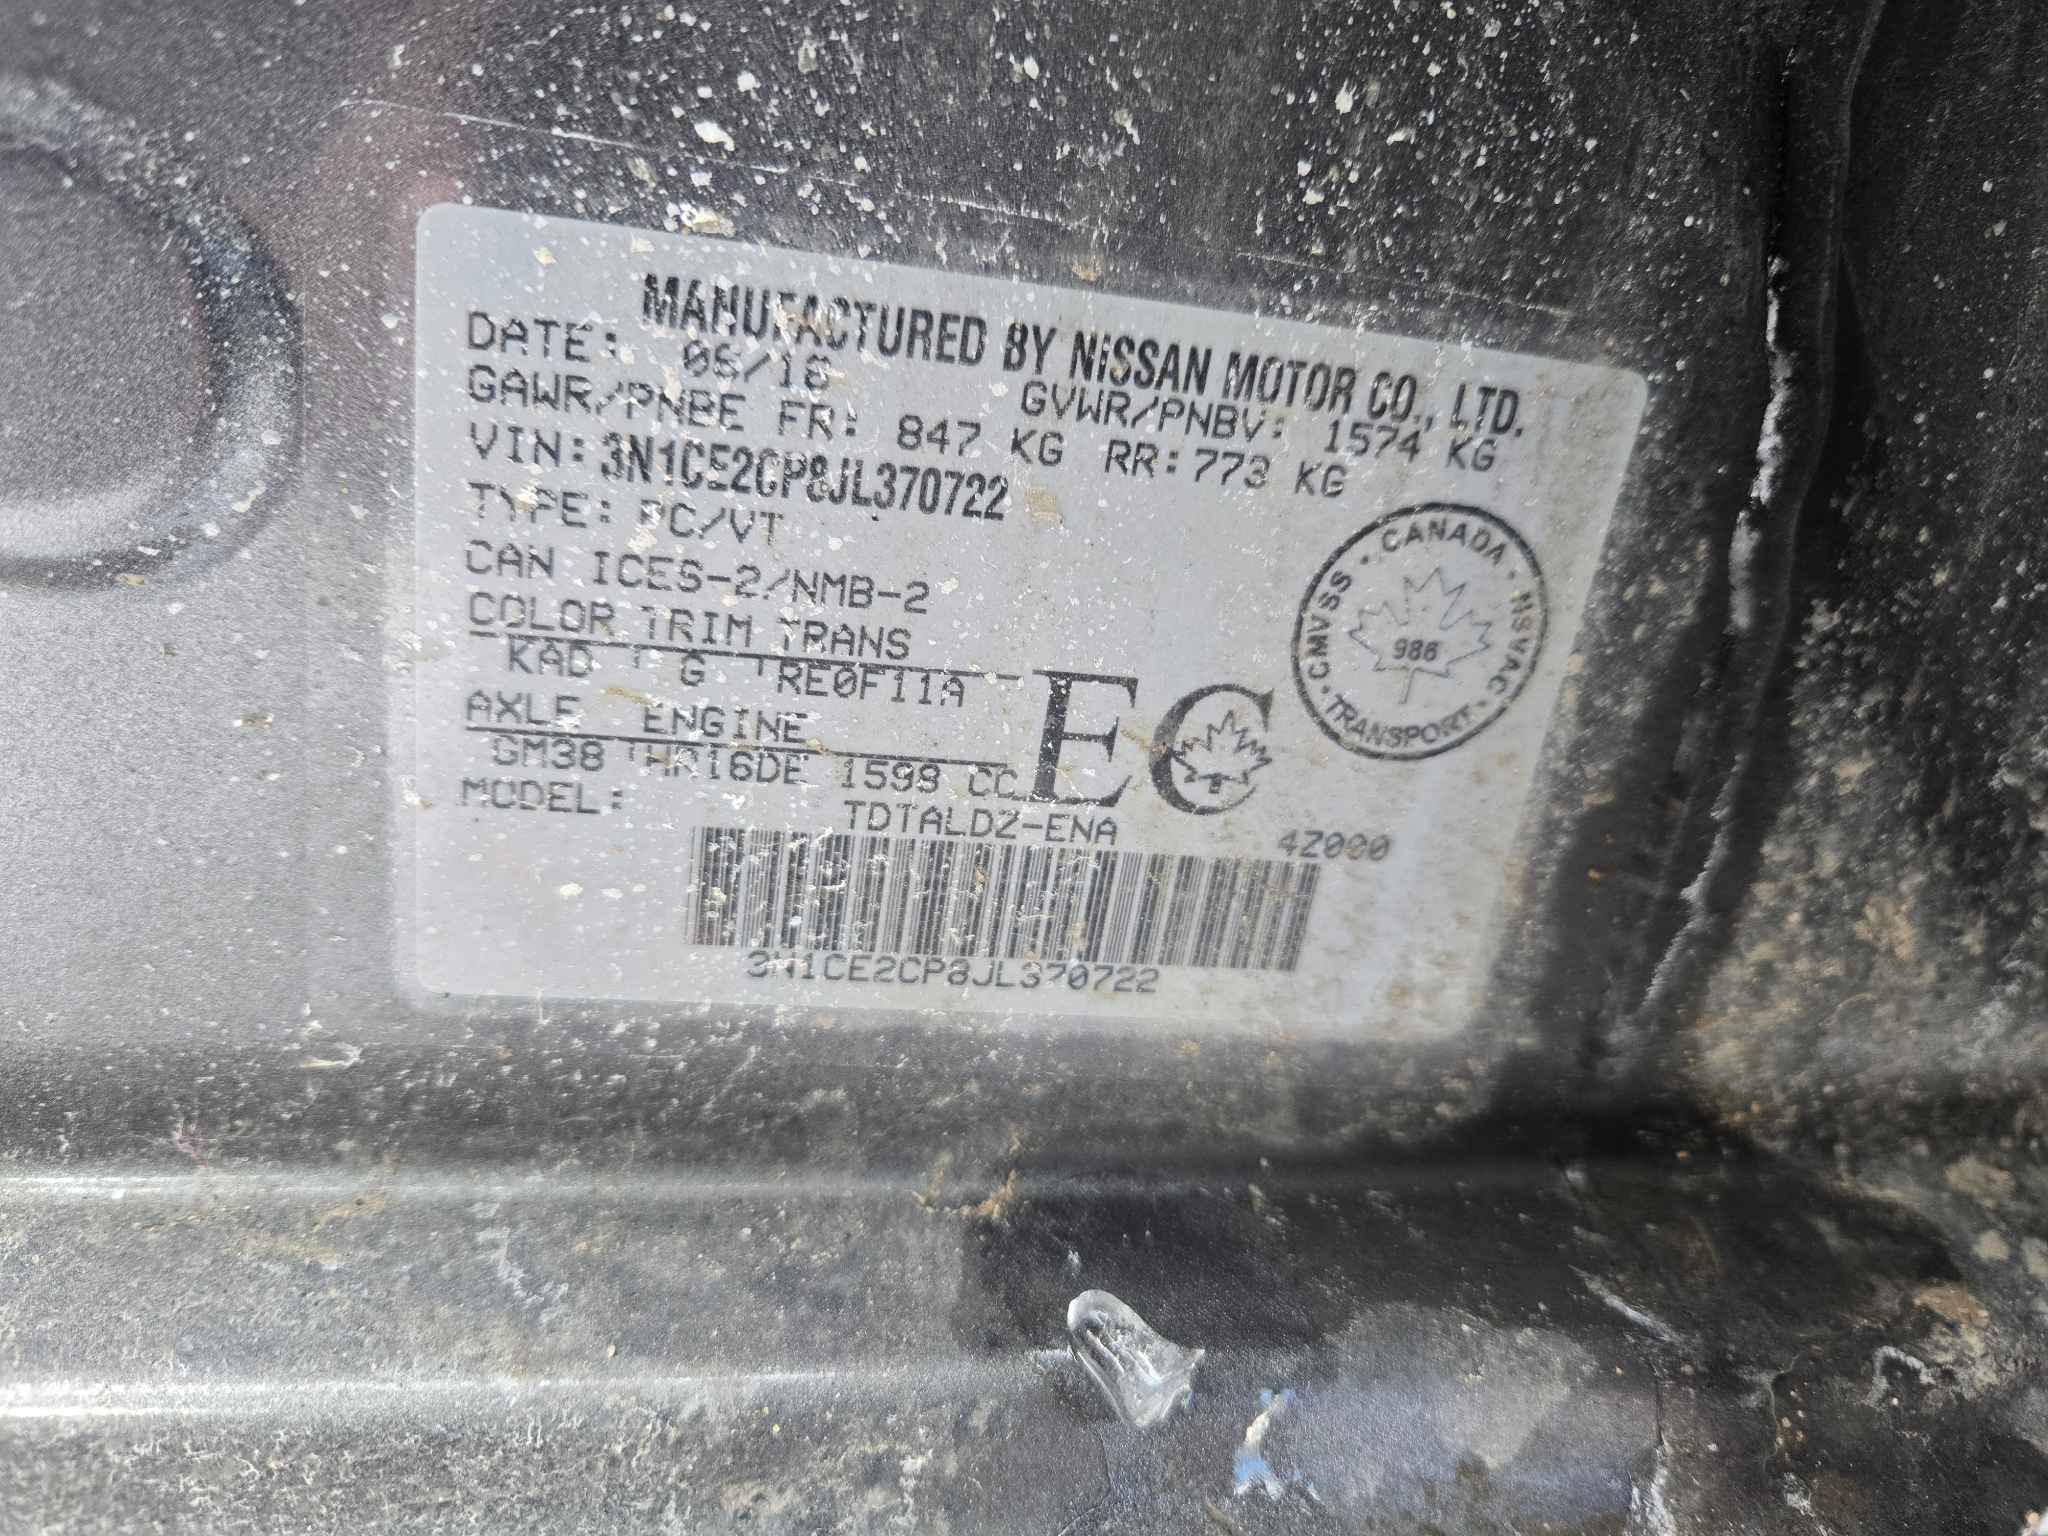 MANUFACTURED BY NISSAN MOTOR CO., LTD.
DATE: 06/18 GVWR/PNBV: 1574 KG
GAWR/PNBE FR: 847 KG RR: 773 KG
VIN: 3N1CE2CP8JL370722
TYPE: PC/VT
CAN ICES-2/NMB-2
COLOR TRIM TRANS
KAD G RE0F11A
AXLE ENGINE
GM38 HR16DE 1598 CC
MODEL: TDTALDZ-ENA 4Z000
EC
CANADA · NSVAC · TRANSPORT · CMVSS ·
986
3N1CE2CP8JL370722